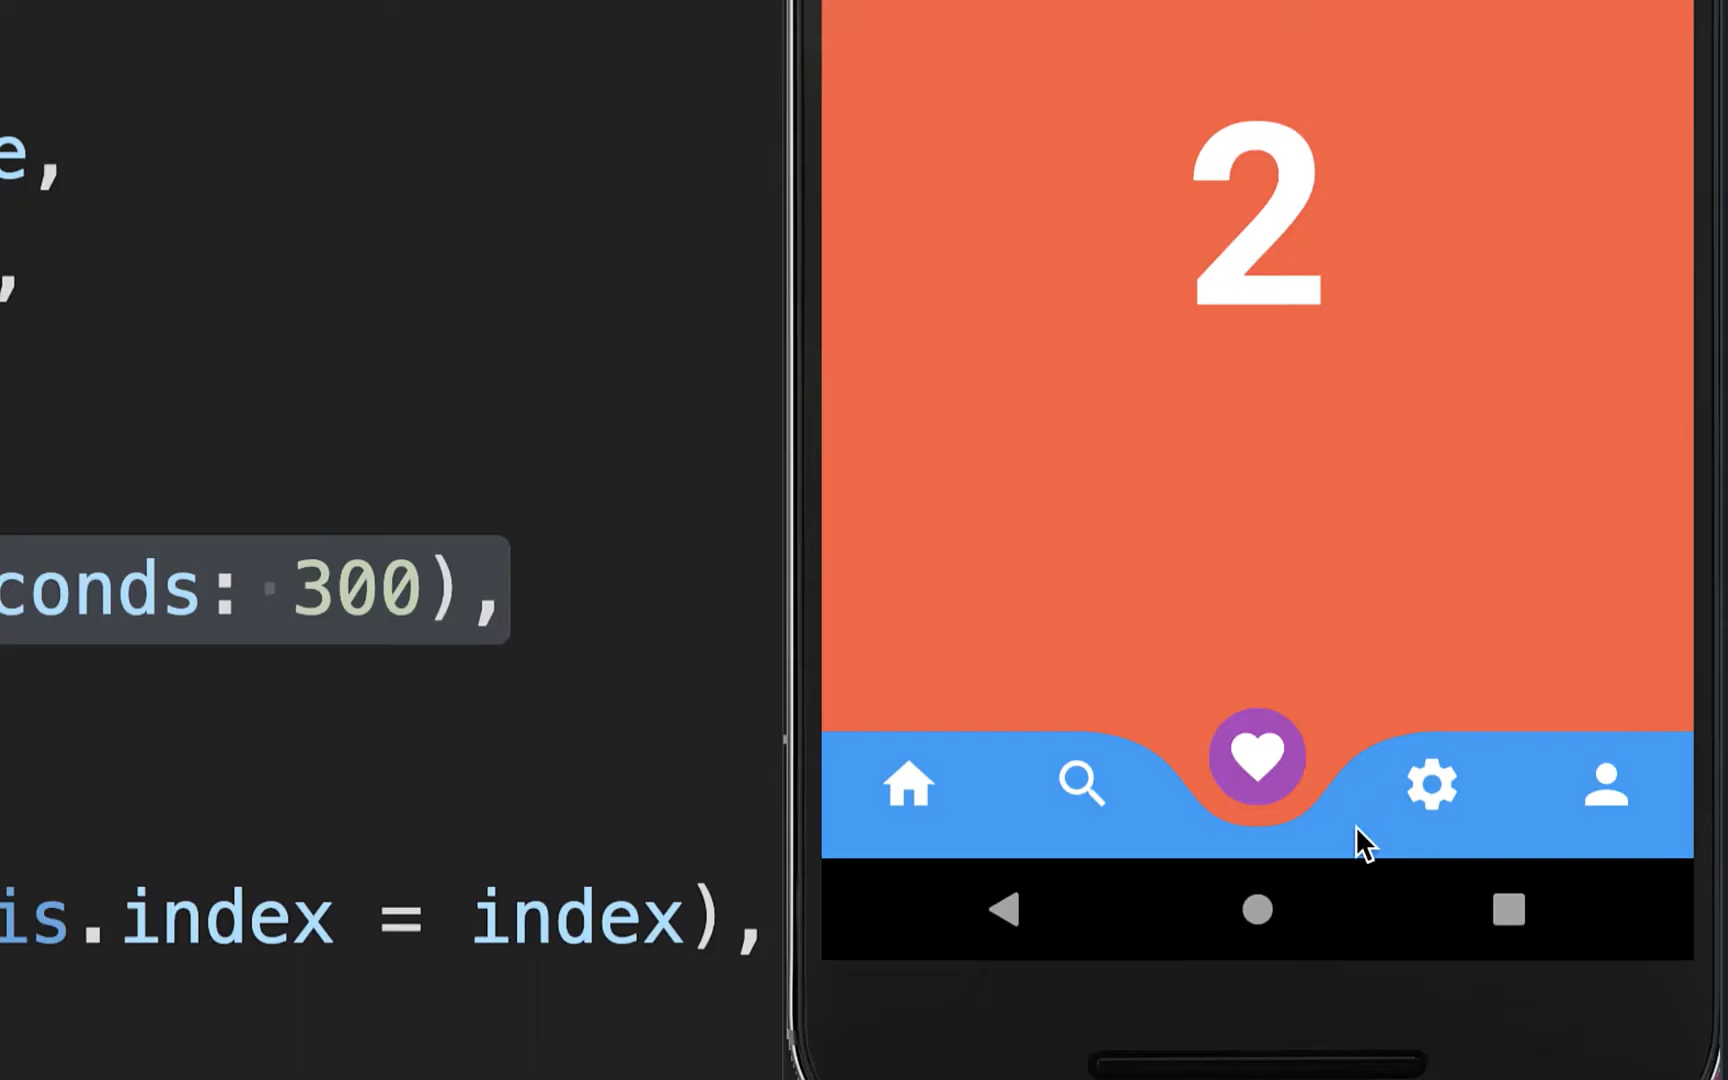 e,
,
conds: 300),
is.index = index),
2